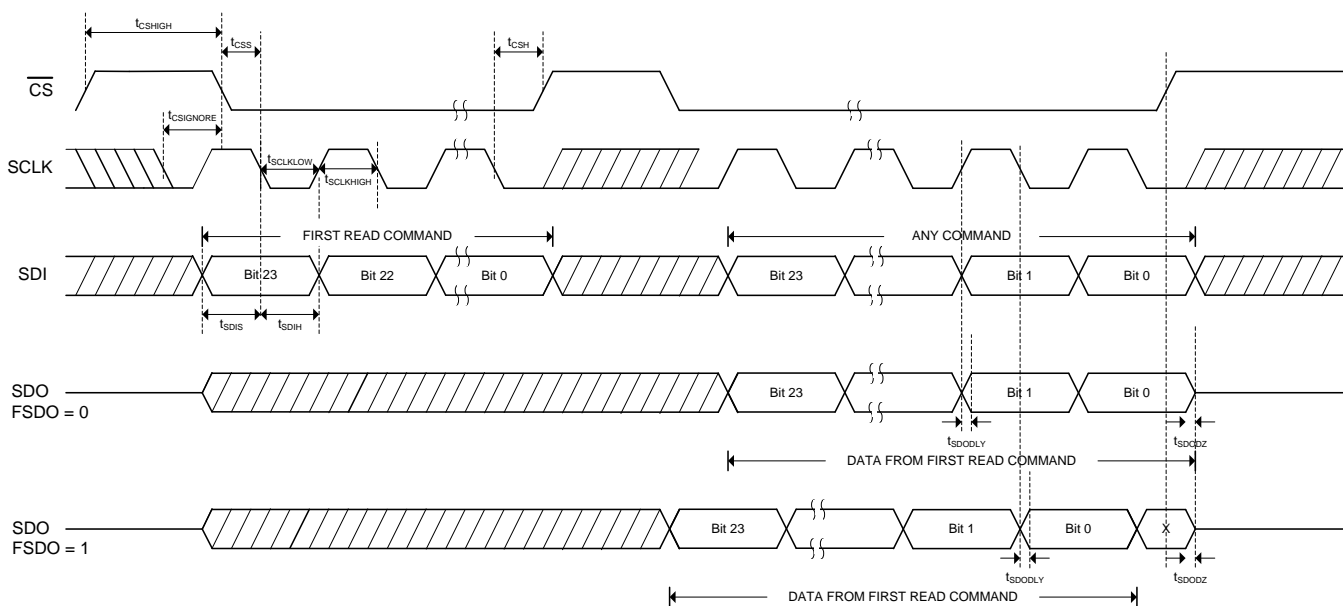 tCSHIGH
tCSS
tCSH
CS
tCSIGNORE
SCLK
tSCLKLOW
tSCLKHIGH
FIRST READ COMMAND
ANY COMMAND
SDI
Bit 23
Bit 22
Bit 0
Bit 23
Bit 1
Bit 0
tSDIS
tSDIH
SDO
FSDO = 0
Bit 23
Bit 1
Bit 0
tSDODLY
tSDODZ
DATA FROM FIRST READ COMMAND
SDO
FSDO = 1
Bit 23
Bit 1
Bit 0
X
tSDODLY
tSDODZ
DATA FROM FIRST READ COMMAND